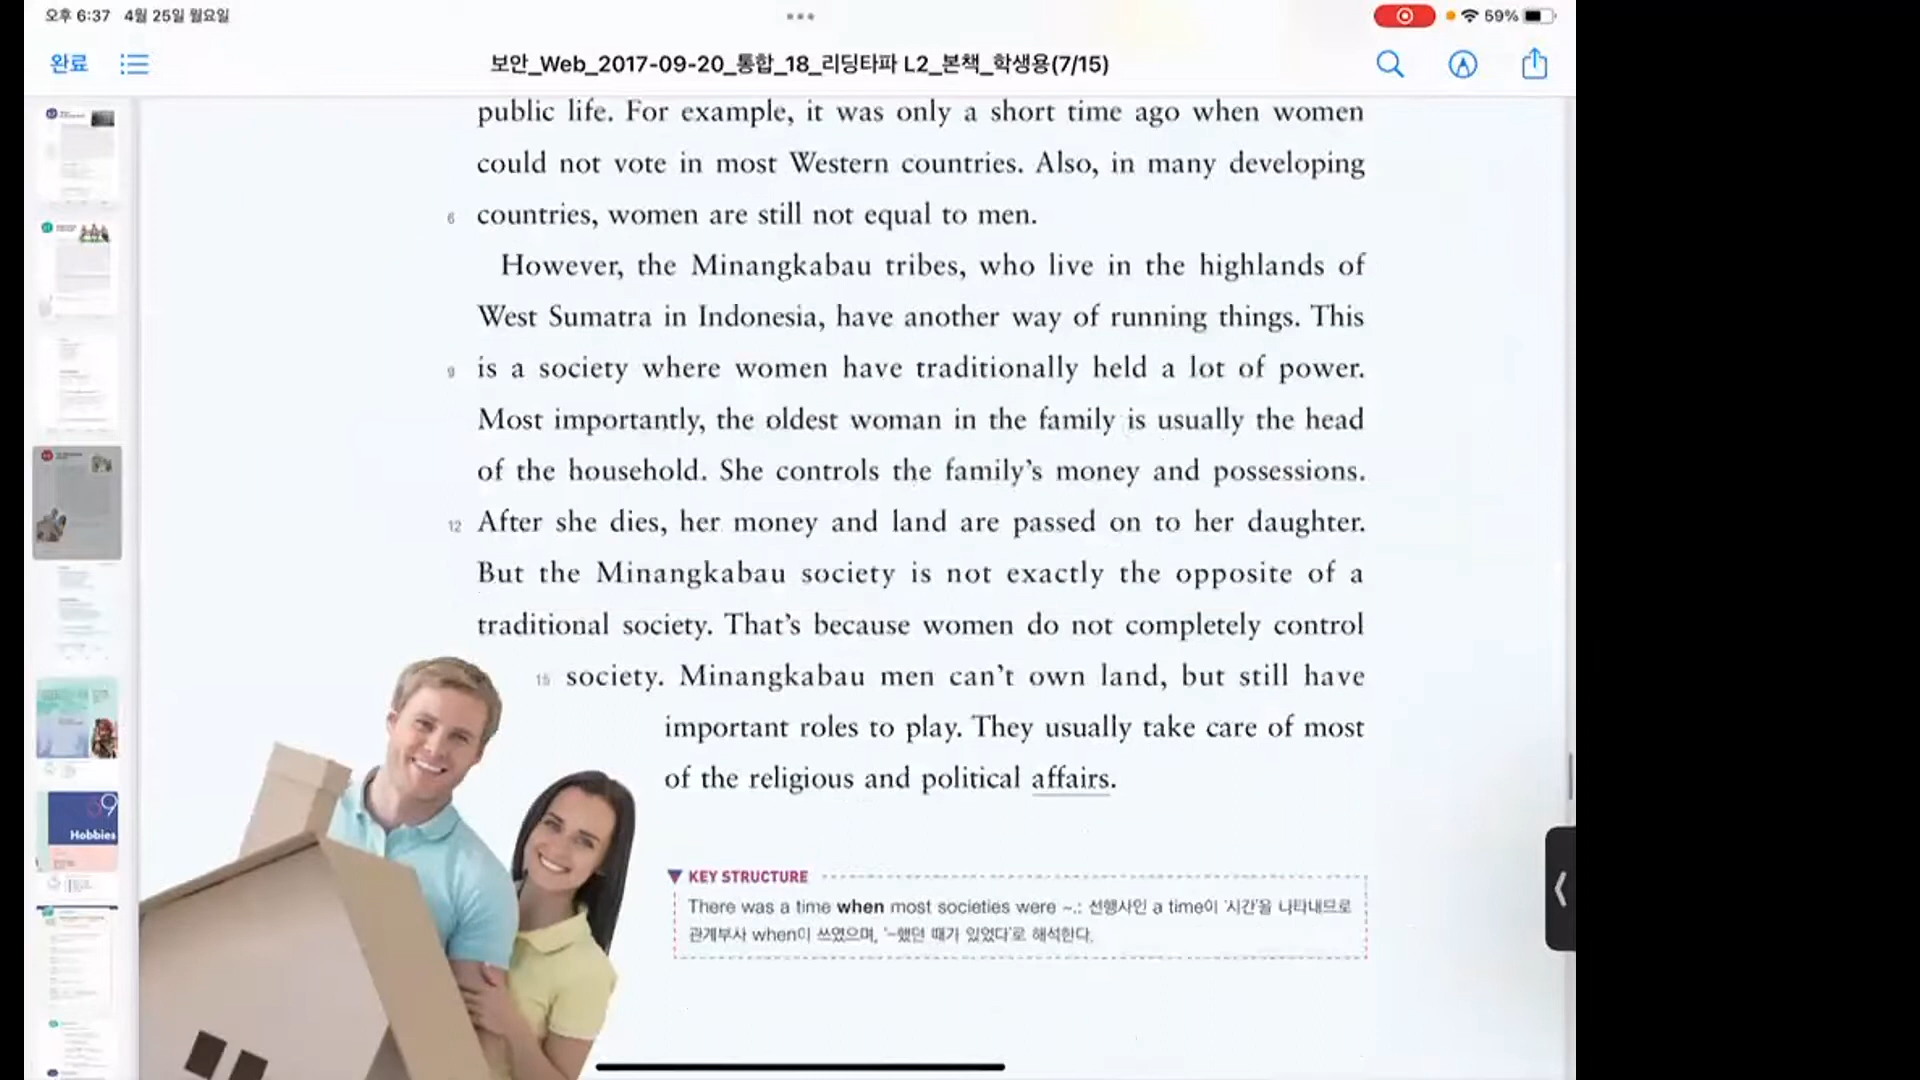 오후 6:37 4월 25일 월요일
59%
완료
보안_Web_2017-09-20_통합_18_리딩타파 L2_본책_학생용(7/15)
public life. For example, it was only a short time ago when women
could not vote in most Western countries. Also, in many developing
6 countries, women are still not equal to men.
However, the Minangkabau tribes, who live in the highlands of
West Sumatra in Indonesia, have another way of running things. This
9 is a society where women have traditionally held a lot of power.
Most importantly, the oldest woman in the family is usually the head
of the household. She controls the family's money and possessions.
12 After she dies, her money and land are passed on to her daughter.
But the Minangkabau society is not exactly the opposite of a
traditional society. That's because women do not completely control
15 society. Minangkabau men can't own land, but still have
important roles to play. They usually take care of most
of the religious and political affairs.
KEY STRUCTURE
There was a time when most societies were ~.: 선행사인 a time이 '시간'을 나타내므로
관계부사 when이 쓰였으며, '~했던 때가 있었다'로 해석한다.
Hobbies